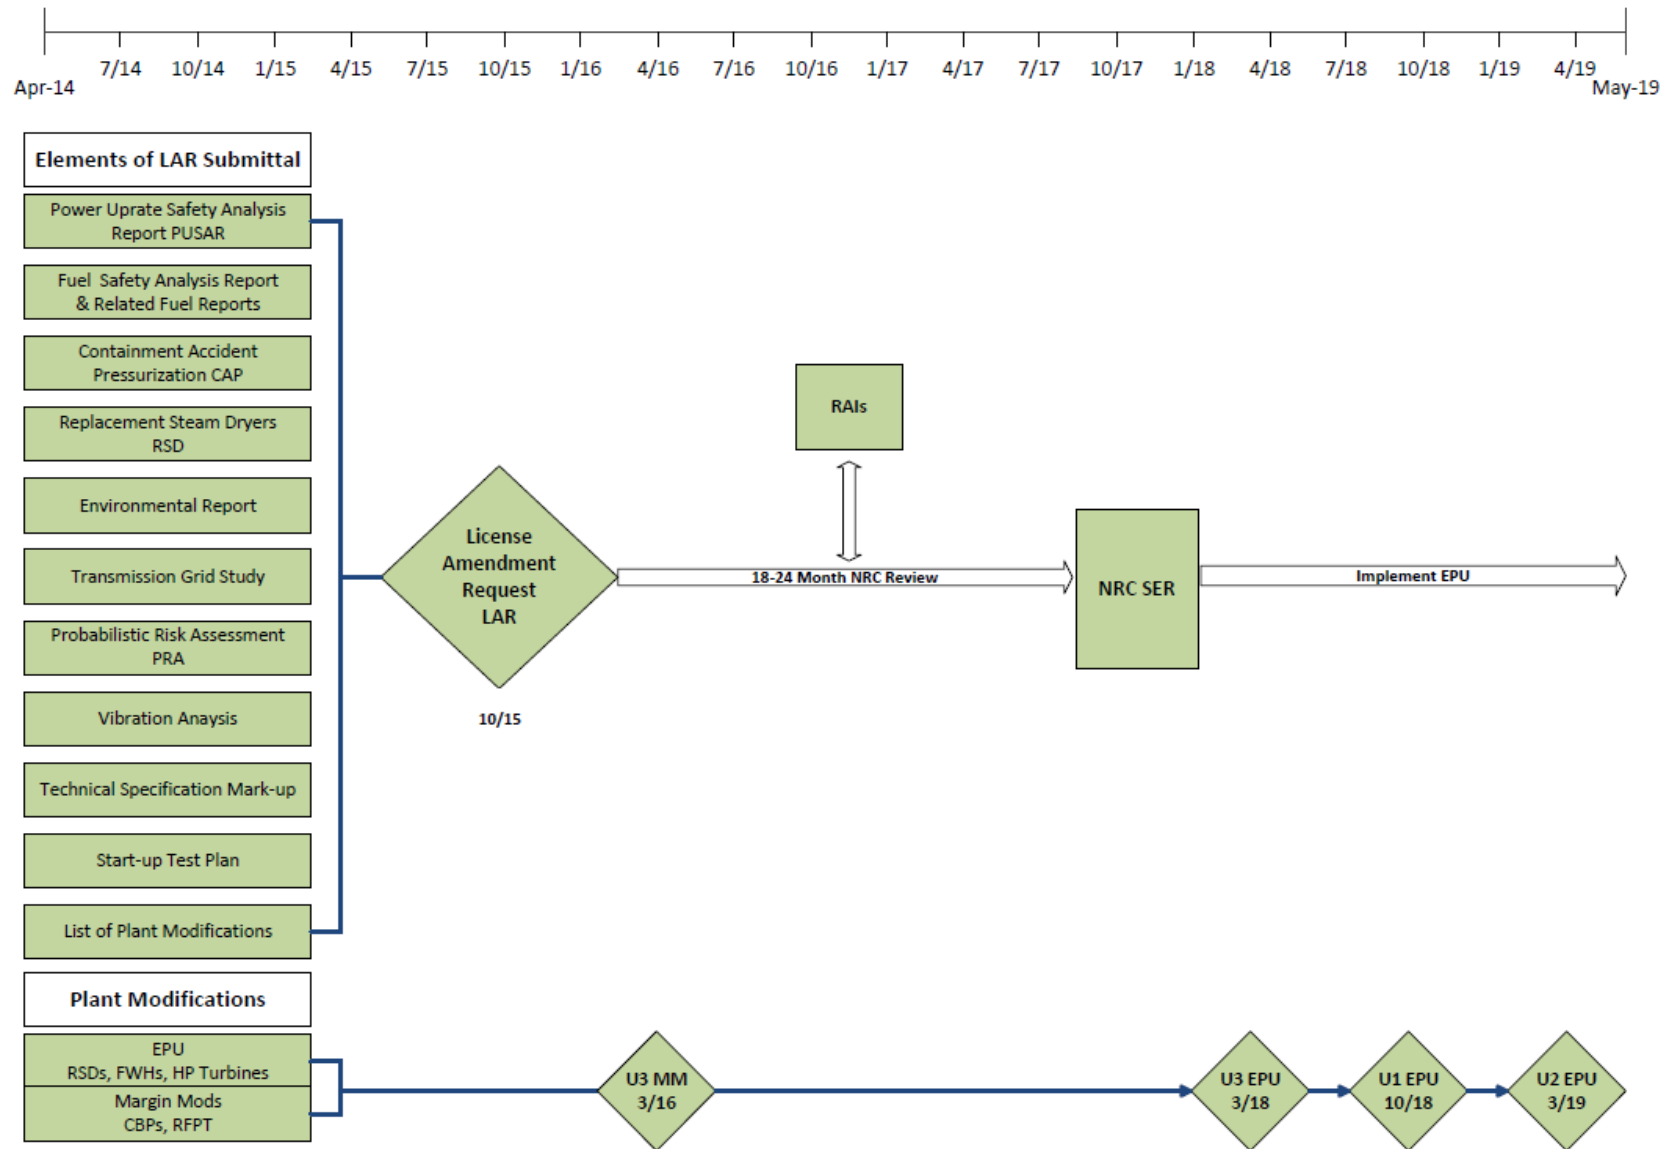 7/14 10/14 1/15 4/15 7/15 10/15 1/16 4/16 7/16 10/16 1/17 4/17 7/17 10/17 1/18 4/18 7/18 10/18 1/19 4/19
Apr-14 May-19
Elements of LAR Submittal
Power Uprate Safety Analysis
Report PUSAR
Fuel Safety Analysis Report
& Related Fuel Reports
Containment Accident
Pressurization CAP
Replacement Steam Dryers
RSD
Environmental Report
Transmission Grid Study
Probabilistic Risk Assessment
PRA
Vibration Anaysis
Technical Specification Mark-up
Start-up Test Plan
List of Plant Modifications
License
Amendment
Request
LAR
10/15
18-24 Month NRC Review
RAIs
NRC SER
Implement EPU
Plant Modifications
EPU
RSDs, FWHs, HP Turbines
Margin Mods
CBPs, RFPT
U3 MM
3/16
U3 EPU
3/18
U1 EPU
10/18
U2 EPU
3/19